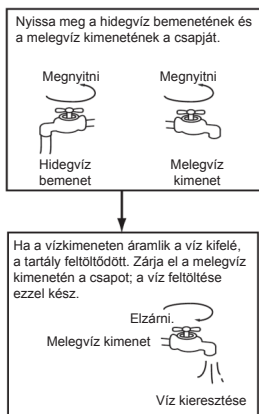 Nyissa meg a hidegvíz bemenetének és
a melegvíz kimenetének a csapját.
Megnyitni Megnyitni
Hidegvíz Melegvíz
bemenet kimenet
Ha a vízkimeneten áramlik a víz kifelé,
a tartály feltöltődött. Zárja el a melegvíz
kimenetén a csapot; a víz feltöltése
ezzel kész.
Elzárni.
Melegvíz kimenet
Víz kieresztése